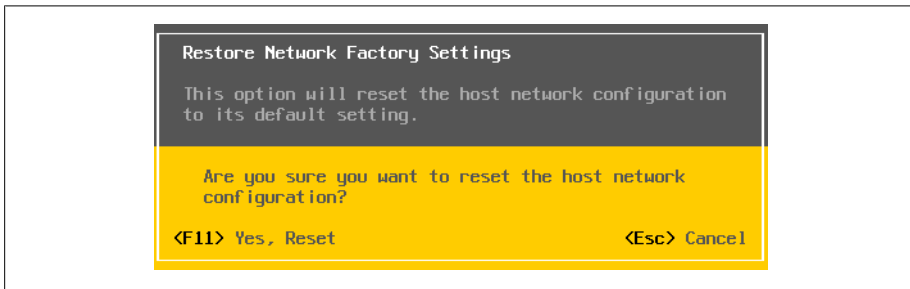 Restore Network Factory Settings
This option will reset the host network configuration
to its default setting.
Are you sure you want to reset the host network
configuration?
<F11> Yes, Reset <Esc> Cancel